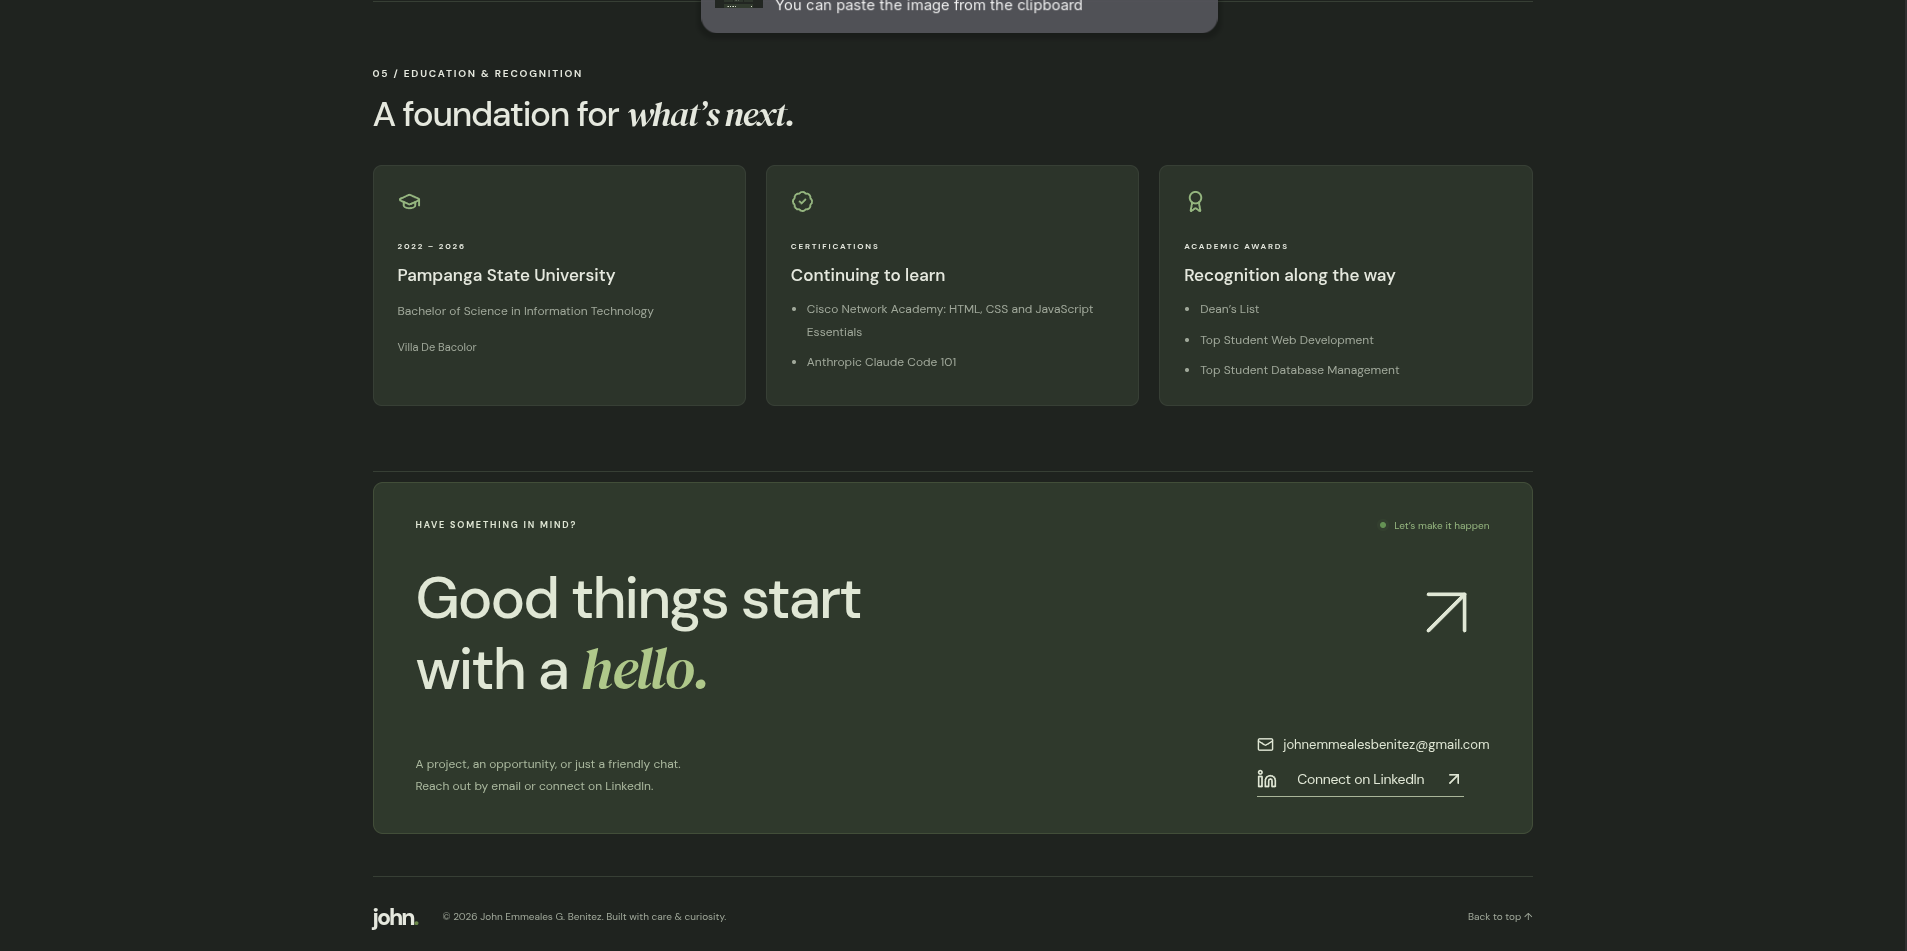 You can paste the image from the clipboard
05 / EDUCATION & RECOGNITION
A foundation for what’s next.
2022 – 2026
Pampanga State University
Bachelor of Science in Information Technology
Villa De Bacolor
CERTIFICATIONS
Continuing to learn
• Cisco Network Academy: HTML, CSS and JavaScript
Essentials
• Anthropic Claude Code 101
ACADEMIC AWARDS
Recognition along the way
• Dean’s List
• Top Student Web Development
• Top Student Database Management
HAVE SOMETHING IN MIND?
Let’s make it happen
Good things start
with a hello.
A project, an opportunity, or just a friendly chat.
Reach out by email or connect on LinkedIn.
johnemmealesbenitez@gmail.com
Connect on LinkedIn
john.
© 2026 John Emmeales G. Benitez. Built with care & curiosity.
Back to top ↑